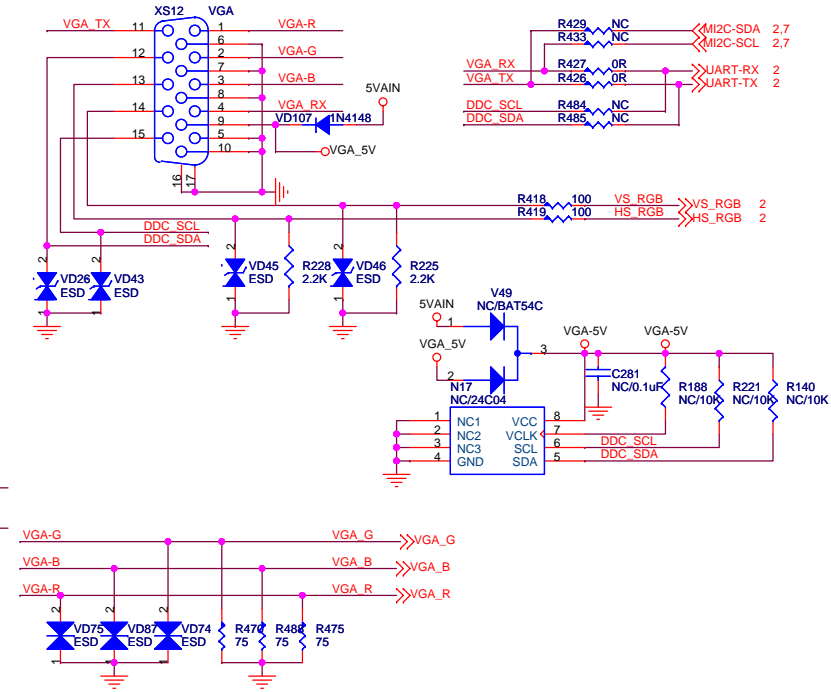 XS12 VGA
VGA_TX 11 1 VGA-R
6
12 2 VGA-G
7
13 3 VGA-B
8
14 4 VGA_RX
9
15 5
10
16
17
5VAIN
VD107 1N4148
VGA_5V
R429 NC MI2C-SDA 2,7
R433 NC MI2C-SCL 2,7
VGA_RX R427 0R UART-RX 2
VGA_TX R426 0R UART-TX 2
DDC_SCL R484 NC
DDC_SDA R485 NC
R418 100 VS_RGB VS_RGB 2
R419 100 HS_RGB HS_RGB 2
DDC_SCL
DDC_SDA
2 VD26 ESD 1
2 VD43 ESD 1
2 VD45 ESD 1
R228 2.2K
2 VD46 ESD 1
R225 2.2K
V49
NC/BAT54C
5VAIN
1
VGA_5V
2
3
VGA-5V
VGA-5V
C281
NC/0.1uF
R188
NC/10K
R221
NC/10K
R140
NC/10K
N17
NC/24C04
1 NC1 VCC 8
2 NC2 VCLK 7
3 NC3 SCL 6 DDC_SCL
4 GND SDA 5 DDC_SDA
VGA-G VGA_G VGA_G
VGA-B VGA_B VGA_B
VGA-R VGA_R VGA_R
2 VD75 ESD 1
2 VD87 ESD 1
2 VD74 ESD 1
R470 75
R488 75
R475 75